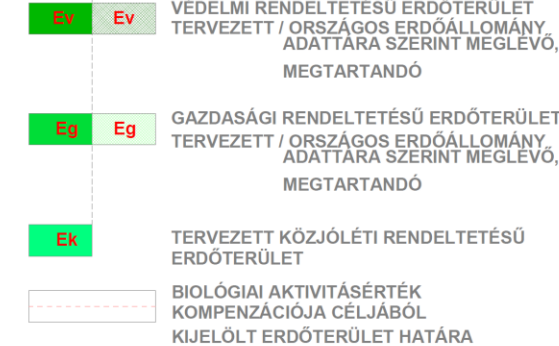 VÉDELMI RENDELTETÉSŰ ERDŐTERÜLET
Ev Ev TERVEZETT / ORSZÁGOS ERDŐÁLLOMÁNY
ADATTÁRA SZERINT MEGLÉVŐ,
MEGTARTANDÓ
GAZDASÁGI RENDELTETÉSŰ ERDŐTERÜLET
Eg Eg TERVEZETT / ORSZÁGOS ERDŐÁLLOMÁNY
ADATTÁRA SZERINT MEGLÉVŐ,
MEGTARTANDÓ
Ek TERVEZETT KÖZJÓLÉTI RENDELTETÉSŰ
ERDŐTERÜLET
BIOLÓGIAI AKTIVITÁSÉRTÉK
KOMPENZÁCIÓJA CÉLJÁBÓL
KIJELÖLT ERDŐTERÜLET HATÁRA